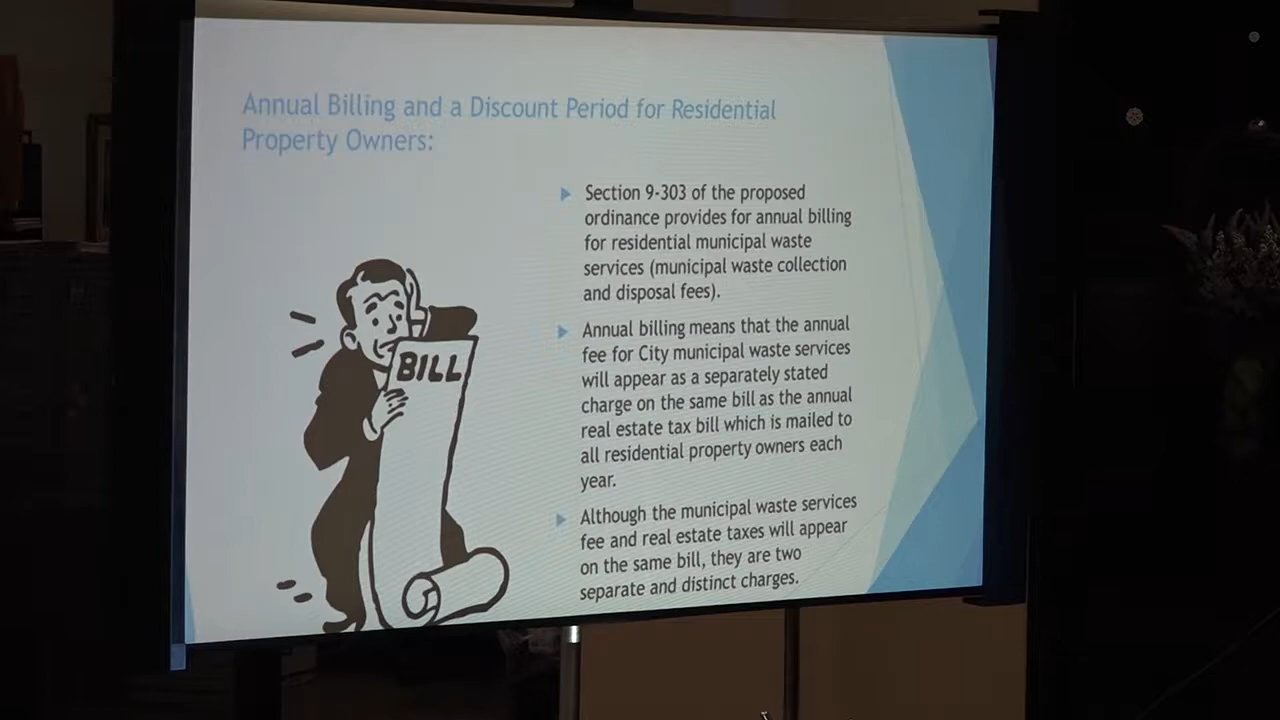 Annual Billing and a Discount Period for Residential
Property Owners:
Section 9-303 of the proposed
ordinance provides for annual billing
for residential municipal waste
services (municipal waste collection
and disposal fees).
Annual billing means that the annual
fee for City municipal waste services
will appear as a separately stated
charge on the same bill as the annual
real estate tax bill which is mailed to
all residential property owners each
year.
Although the municipal waste services
fee and real estate taxes will appear
on the same bill, they are two
separate and distinct charges.
BILL